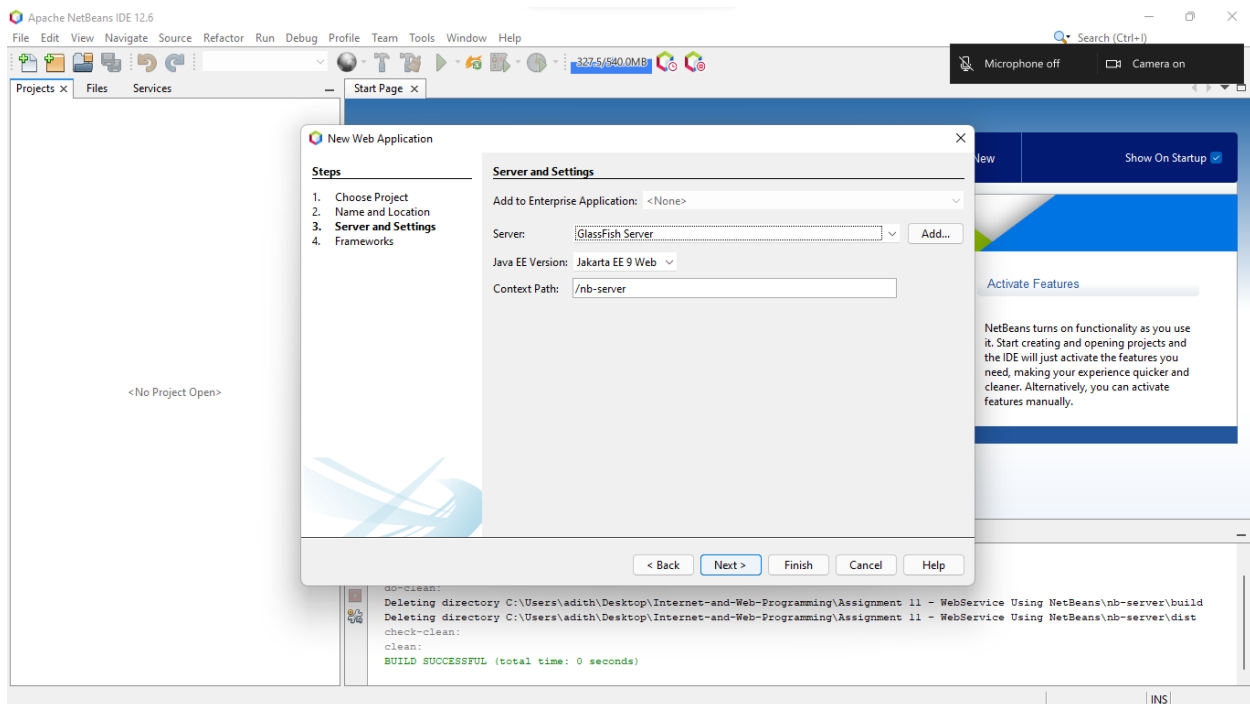 Apache NetBeans IDE 12.6
File Edit View Navigate Source Refactor Run Debug Profile Team Tools Window Help
Search (Ctrl+I)
327.5/540.0MB
Microphone off
Camera on
Projects
Files
Services
Start Page
New Web Application
New
Show On Startup
Steps
1. Choose Project
2. Name and Location
3. Server and Settings
4. Frameworks
Server and Settings
Add to Enterprise Application: <None>
Server: GlassFish Server
Add...
Java EE Version: Jakarta EE 9 Web
Context Path: /nb-server
Activate Features
NetBeans turns on functionality as you use
it. Start creating and opening projects and
the IDE will just activate the features you
need, making your experience quicker and
cleaner. Alternatively, you can activate
features manually.
<No Project Open>
< Back
Next >
Finish
Cancel
Help
do-clean:
Deleting directory C:\Users\adith\Desktop\Internet-and-Web-Programming\Assignment 11 - WebService Using NetBeans\nb-server\build
Deleting directory C:\Users\adith\Desktop\Internet-and-Web-Programming\Assignment 11 - WebService Using NetBeans\nb-server\dist
check-clean:
clean:
BUILD SUCCESSFUL (total time: 0 seconds)
INS